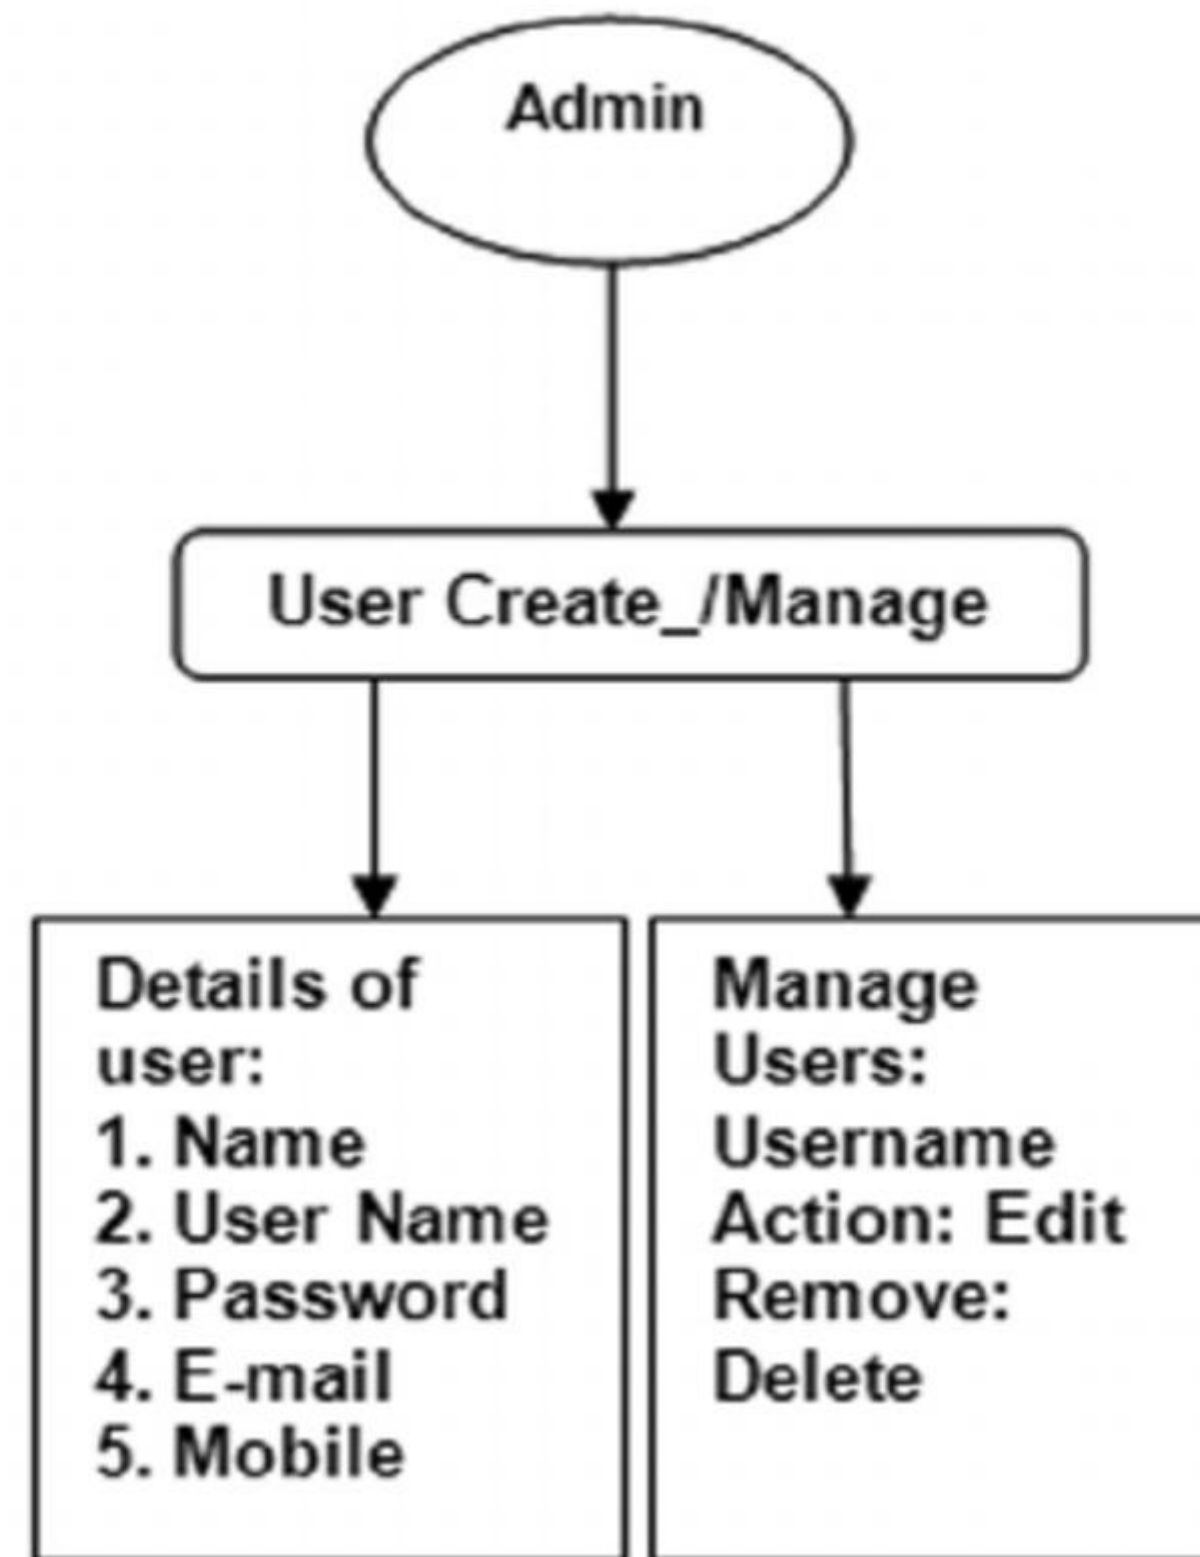 Admin
User Create_/Manage
Details of
user:
1. Name
2. User Name
3. Password
4. E-mail
5. Mobile
Manage
Users:
Username
Action: Edit
Remove:
Delete